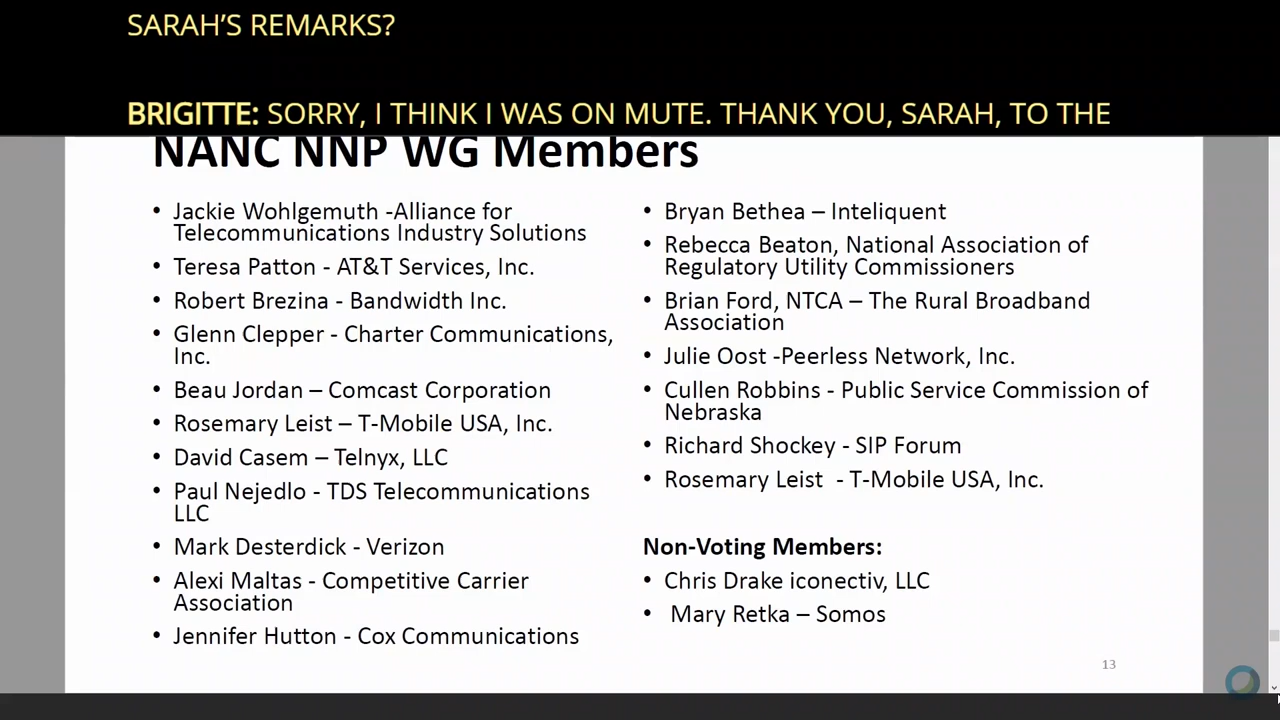 SARAH'S REMARKS?
BRIGITTE: SORRY, I THINK I WAS ON MUTE. THANK YOU, SARAH, TO THE
NANC NNP WG Members
• Jackie Wohlgemuth -Alliance for
Telecommunications Industry Solutions
• Teresa Patton - AT&T Services, Inc.
• Robert Brezina - Bandwidth Inc.
• Glenn Clepper - Charter Communications,
Inc.
• Beau Jordan – Comcast Corporation
• Rosemary Leist – T-Mobile USA, Inc.
• David Casem – Telnyx, LLC
• Paul Nejedlo - TDS Telecommunications
LLC
• Mark Desterdick - Verizon
• Alexi Maltas - Competitive Carrier
Association
• Jennifer Hutton - Cox Communications
• Bryan Bethea – Inteliquent
• Rebecca Beaton, National Association of
Regulatory Utility Commissioners
• Brian Ford, NTCA – The Rural Broadband
Association
• Julie Oost -Peerless Network, Inc.
• Cullen Robbins - Public Service Commission of
Nebraska
• Richard Shockey - SIP Forum
• Rosemary Leist - T-Mobile USA, Inc.
Non-Voting Members:
• Chris Drake iconectiv, LLC
• Mary Retka – Somos
13